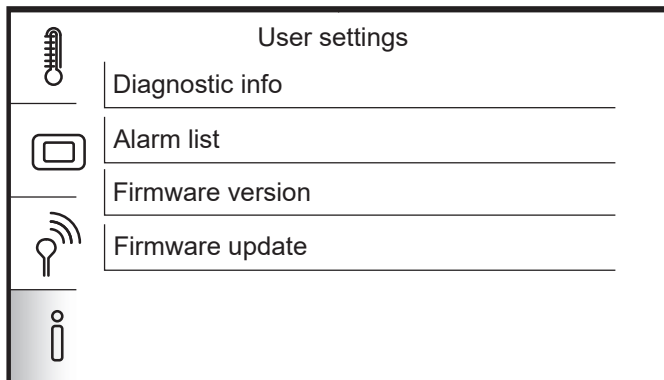 User settings
Diagnostic info
Alarm list
Firmware version
Firmware update